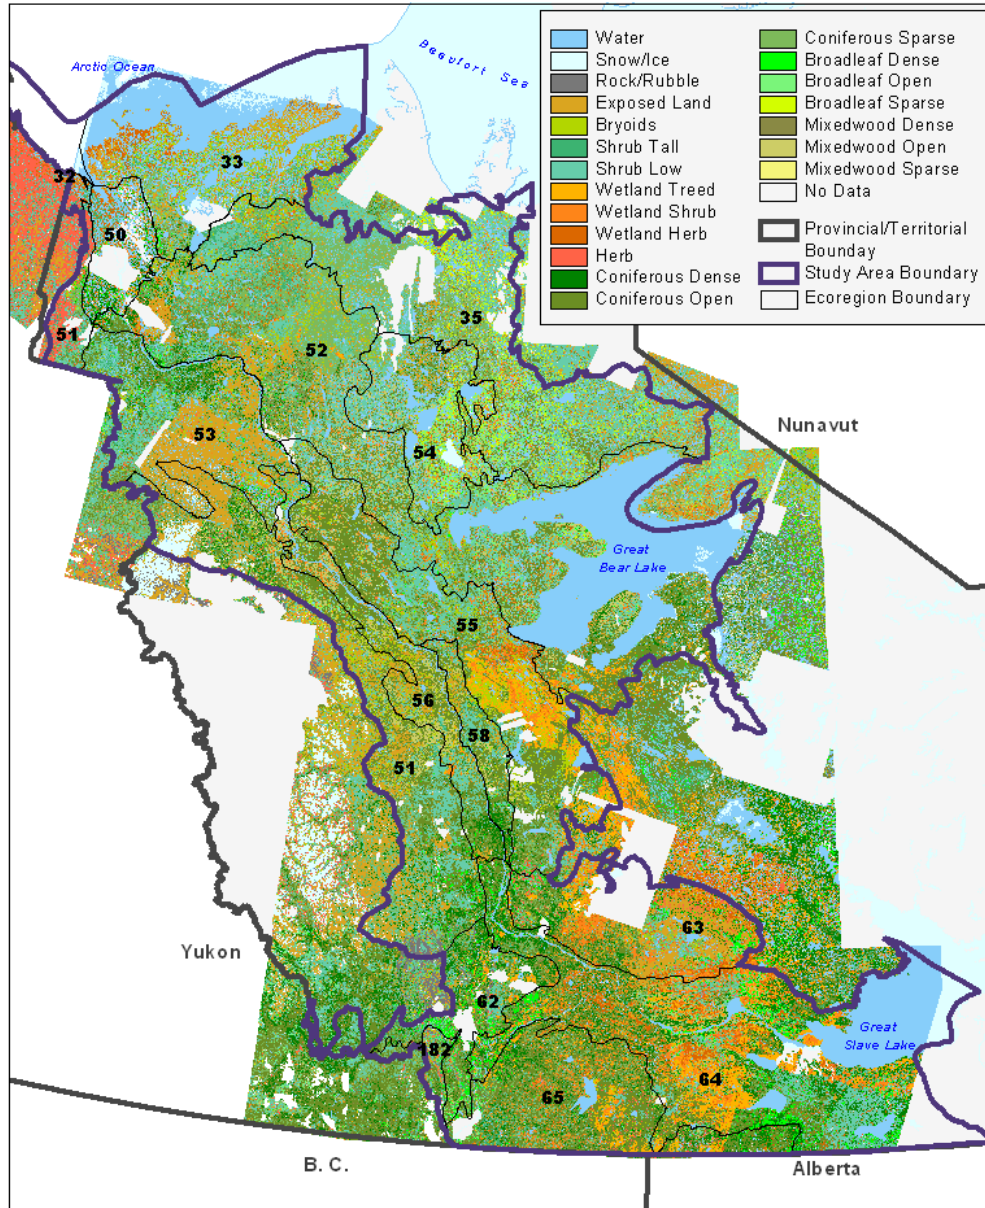 Arctic Ocean
Beaufort Sea
Water
Snow/Ice
Rock/Rubble
Exposed Land
Bryoids
Shrub Tall
Shrub Low
Wetland Treed
Wetland Shrub
Wetland Herb
Herb
Coniferous Dense
Coniferous Open
Coniferous Sparse
Broadleaf Dense
Broadleaf Open
Broadleaf Sparse
Mixedwood Dense
Mixedwood Open
Mixedwood Sparse
No Data
Provincial/Territorial
Bounday
Study Area Boundary
Ecoregion Boundary
33
32
50
35
51
52
Nunavut
53
54
Great
Bear Lake
55
56
58
51
63
Yukon
62
Great
Slave Lake
182
64
65
B. C.
Alberta